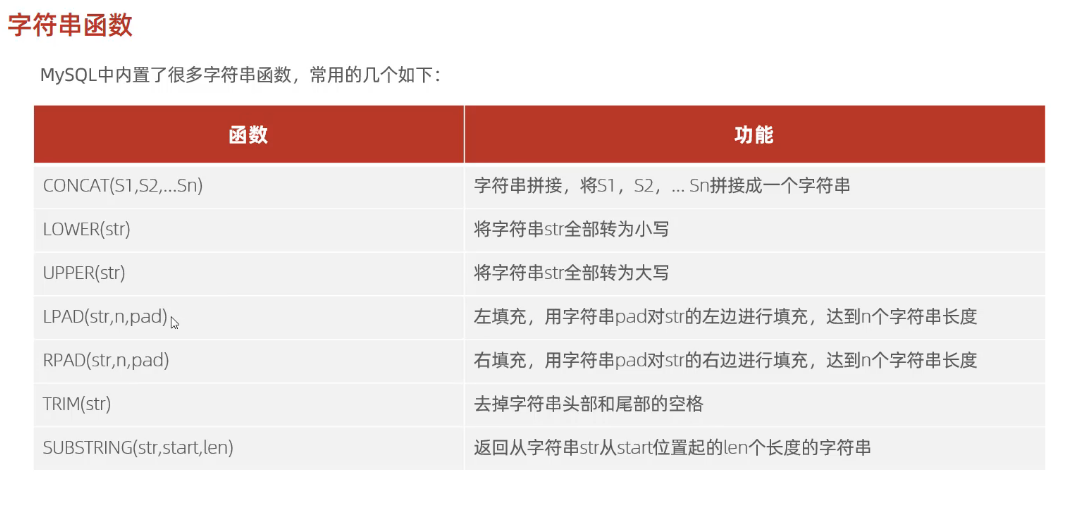 字符串函数
MySQL中内置了很多字符串函数，常用的几个如下：
函数 功能
CONCAT(S1,S2,...Sn) 字符串拼接，将S1，S2，... Sn拼接成一个字符串
LOWER(str) 将字符串str全部转为小写
UPPER(str) 将字符串str全部转为大写
LPAD(str,n,pad) 左填充，用字符串pad对str的左边进行填充，达到n个字符串长度
RPAD(str,n,pad) 右填充，用字符串pad对str的右边进行填充，达到n个字符串长度
TRIM(str) 去掉字符串头部和尾部的空格
SUBSTRING(str,start,len) 返回从字符串str从start位置起的len个长度的字符串